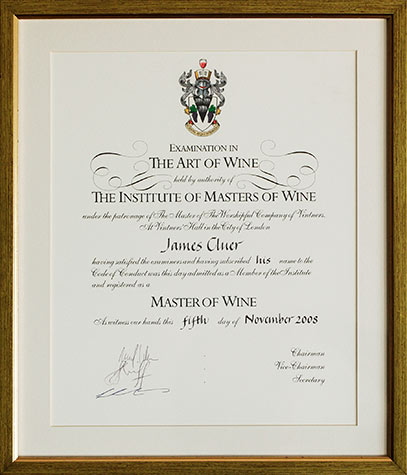 EXAMINATION IN
THE ART OF WINE
held by authority of
THE INSTITUTE OF MASTERS OF WINE
under the patronage of The Master of The Worshipful Company of Vintners.
At Vintners' Hall in the City of London
James Cluer
having satisfied the examiners and having subscribed his name to the
Code of Conduct was this day admitted as a Member of the Institute
and registered as a
MASTER OF WINE
As witness our hands this fifth day of November 2008
Chairman
Vice-Chairman
Secretary